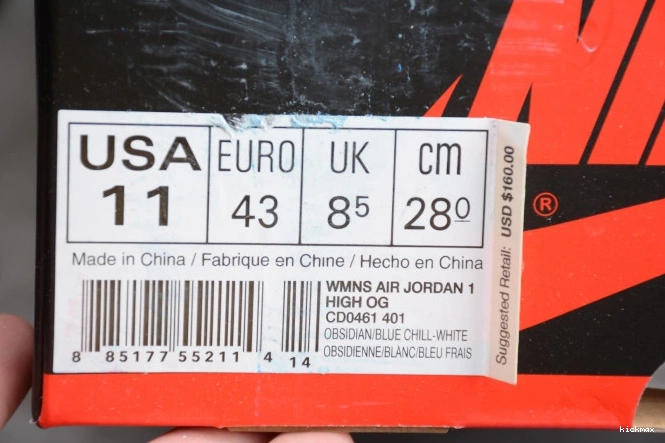 USA EURO UK cm
11 43 8⁵ 28⁰
Made in China / Fabrique en Chine / Hecho en China
WMNS AIR JORDAN 1
HIGH OG
CD0461 401
OBSIDIAN/BLUE CHILL-WHITE
OBSIDIENNE/BLANC/BLEU FRAIS
8 85177 55211 4 14
Suggested Retail: USD $160.00
®
kickmax